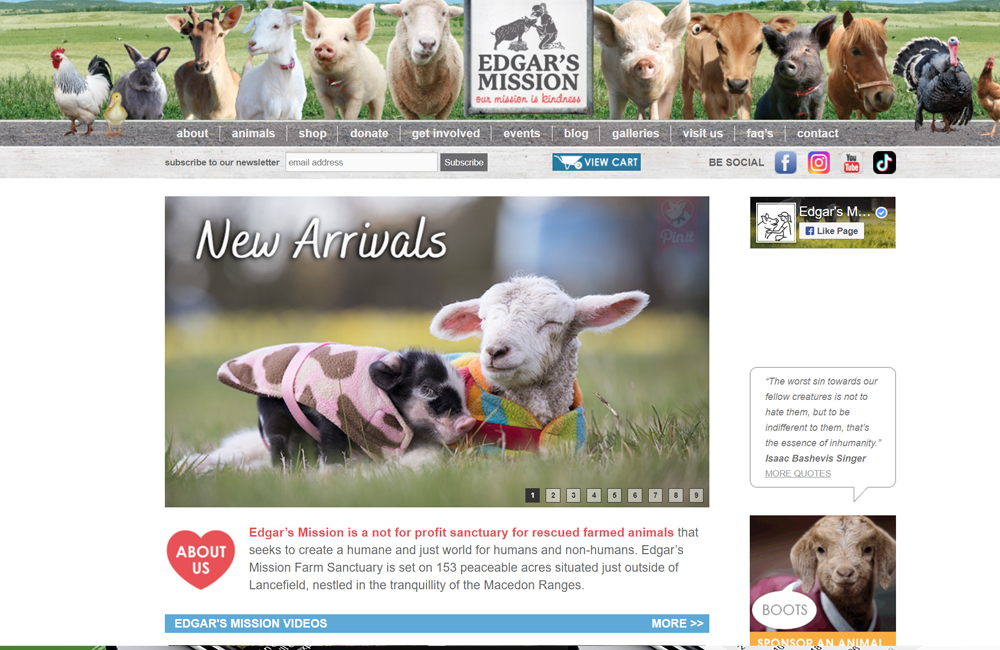 EDGAR'S
MISSION
our mission is kindness
about
animals
shop
donate
get involved
events
blog
galleries
visit us
faq's
contact
subscribe to our newsletter
email address
Subscribe
VIEW CART
BE SOCIAL
You
Tube
New Arrivals
Pinit
1 2 3 4 5 6 7 8 9
Edgar's M...
Like Page
“The worst sin towards our
fellow creatures is not to
hate them, but to be
indifferent to them, that’s
the essence of inhumanity.”
Isaac Bashevis Singer
MORE QUOTES
ABOUT
US
Edgar’s Mission is a not for profit sanctuary for rescued farmed animals that
seeks to create a humane and just world for humans and non-humans. Edgar’s
Mission Farm Sanctuary is set on 153 peaceable acres situated just outside of
Lancefield, nestled in the tranquillity of the Macedon Ranges.
BOOTS
SPONSOR AN ANIMAL
EDGAR'S MISSION VIDEOS
MORE >>